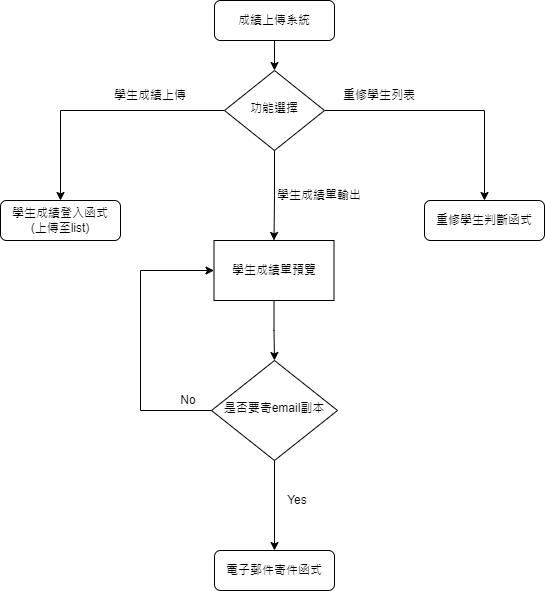 成績上傳系統
學生成績上傳
功能選擇
重修學生列表
學生成績單輸出
學生成績登入函式
(上傳至list)
重修學生判斷函式
學生成績單預覽
No
是否要寄email副本
Yes
電子郵件寄件函式